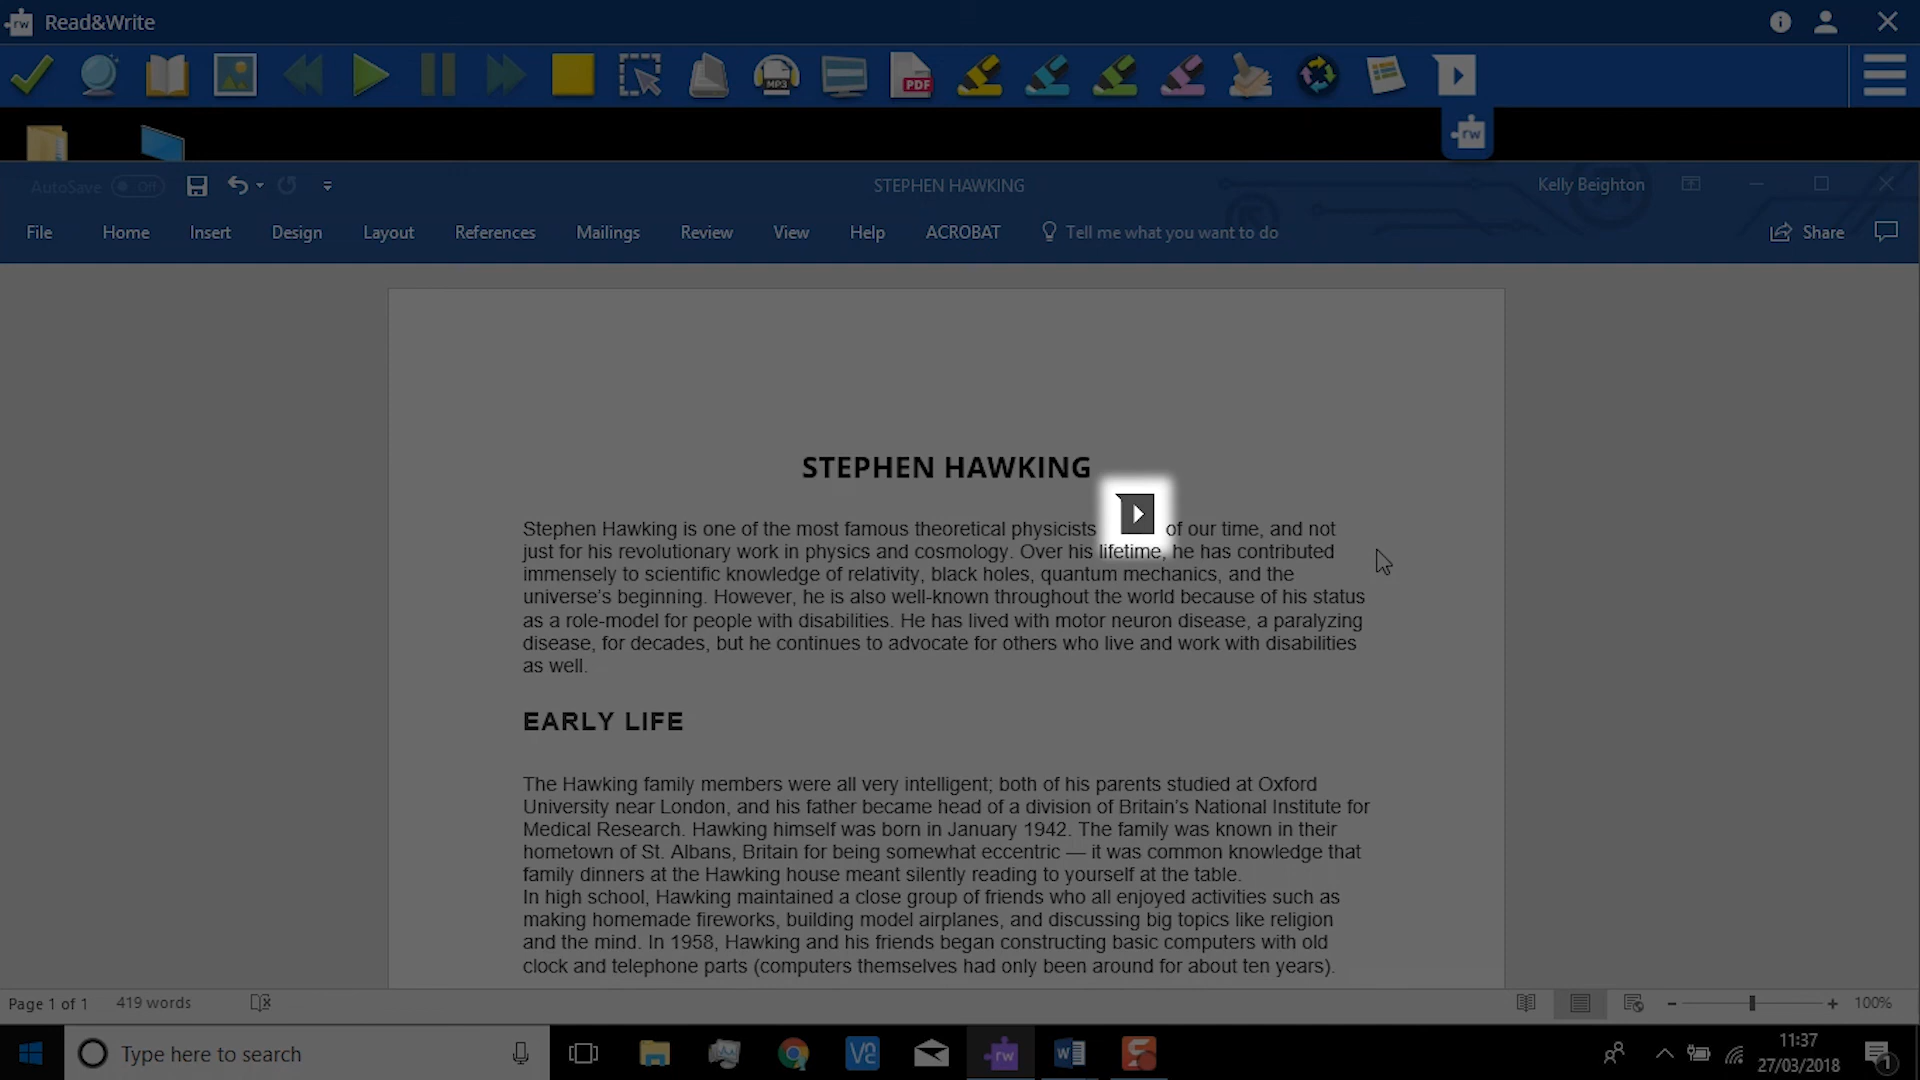 rw Read&Write
MP3
PDF
rw
AutoSave Off
STEPHEN HAWKING
Kelly Beighton
File Home Insert Design Layout References Mailings Review View Help ACROBAT Tell me what you want to do Share
STEPHEN HAWKING
Stephen Hawking is one of the most famous theoretical physicists of our time, and not
just for his revolutionary work in physics and cosmology. Over his lifetime, he has contributed
immensely to scientific knowledge of relativity, black holes, quantum mechanics, and the
universe’s beginning. However, he is also well-known throughout the world because of his status
as a role-model for people with disabilities. He has lived with motor neuron disease, a paralyzing
disease, for decades, but he continues to advocate for others who live and work with disabilities
as well.
EARLY LIFE
The Hawking family members were all very intelligent; both of his parents studied at Oxford
University near London, and his father became head of a division of Britain’s National Institute for
Medical Research. Hawking himself was born in January 1942. The family was known in their
hometown of St. Albans, Britain for being somewhat eccentric — it was common knowledge that
family dinners at the Hawking house meant silently reading to yourself at the table.
In high school, Hawking maintained a close group of friends who all enjoyed activities such as
making homemade fireworks, building model airplanes, and discussing big topics like religion
and the mind. In 1958, Hawking and his friends began constructing basic computers with old
clock and telephone parts (computers themselves had only been around for about ten years).
Page 1 of 1 419 words 100%
Type here to search
rw
11:37
27/03/2018
1